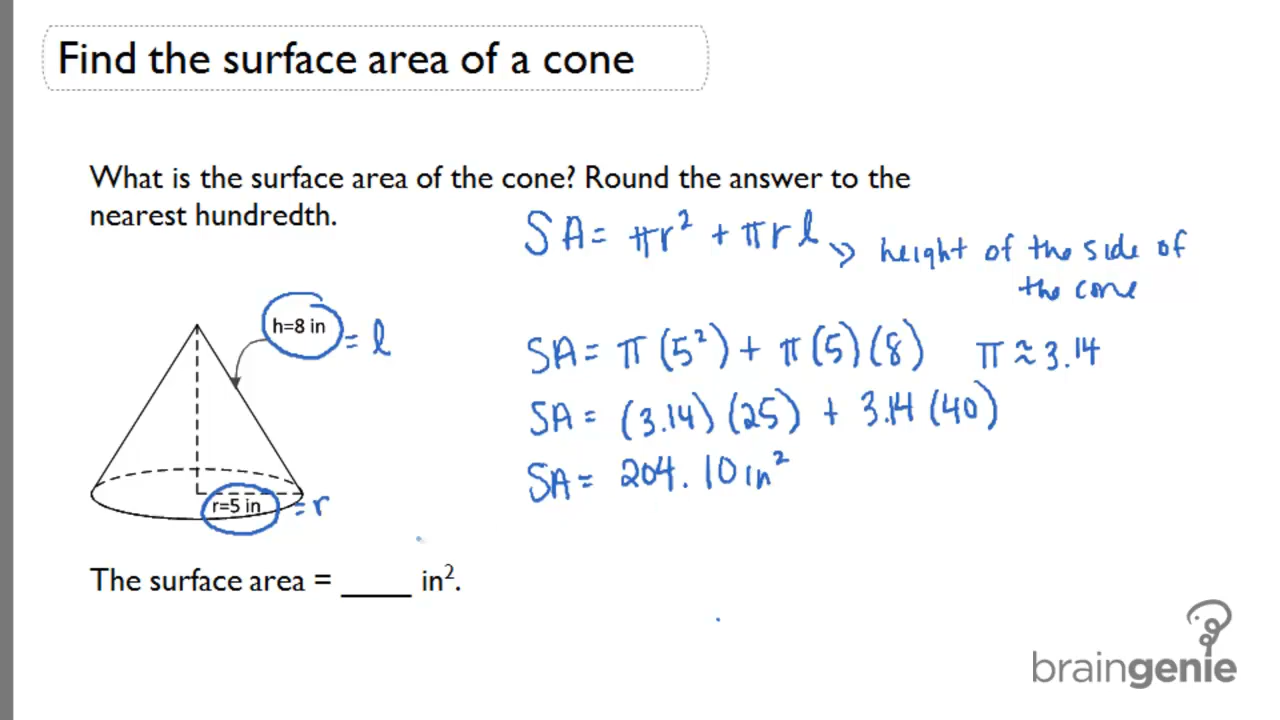 Find the surface area of a cone
What is the surface area of the cone? Round the answer to the
nearest hundredth.
SA = πr² + πrl → height of the side of
the cone
h=8 in = l
SA = π(5²) + π(5)(8) π ≈ 3.14
SA = (3.14)(25) + 3.14(40)
SA = 204.10 in²
r=5 in = r
The surface area = ____ in².
braingenie